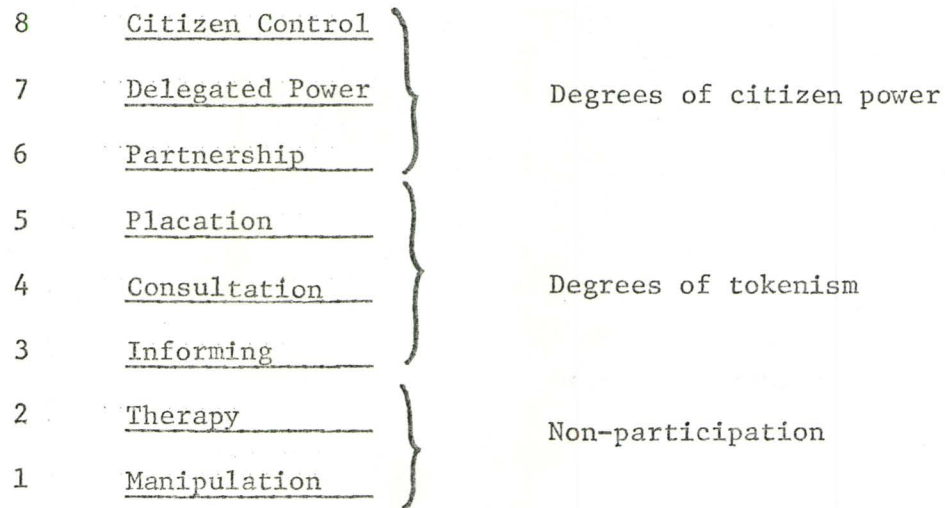 8 Citizen Control
7 Delegated Power Degrees of citizen power
6 Partnership
5 Placation
4 Consultation Degrees of tokenism
3 Informing
2 Therapy Non-participation
1 Manipulation